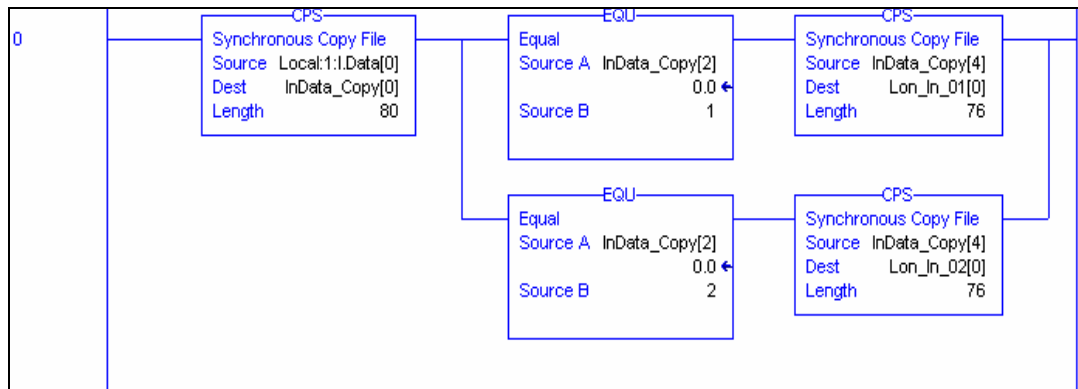 0
CPS
Synchronous Copy File
Source Local:1:I.Data[0]
Dest InData_Copy[0]
Length 80
EQU
Equal
Source A InData_Copy[2]
0.0
Source B 1
CPS
Synchronous Copy File
Source InData_Copy[4]
Dest Lon_In_01[0]
Length 76
EQU
Equal
Source A InData_Copy[2]
0.0
Source B 2
CPS
Synchronous Copy File
Source InData_Copy[4]
Dest Lon_In_02[0]
Length 76